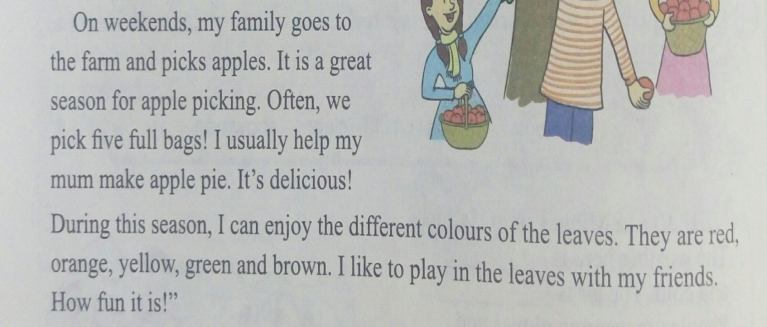 On weekends, my family goes to
the farm and picks apples. It is a great
season for apple picking. Often, we
pick five full bags! I usually help my
mum make apple pie. It's delicious!
During this season, I can enjoy the different colours of the leaves. They are red,
orange, yellow, green and brown. I like to play in the leaves with my friends.
How fun it is!”